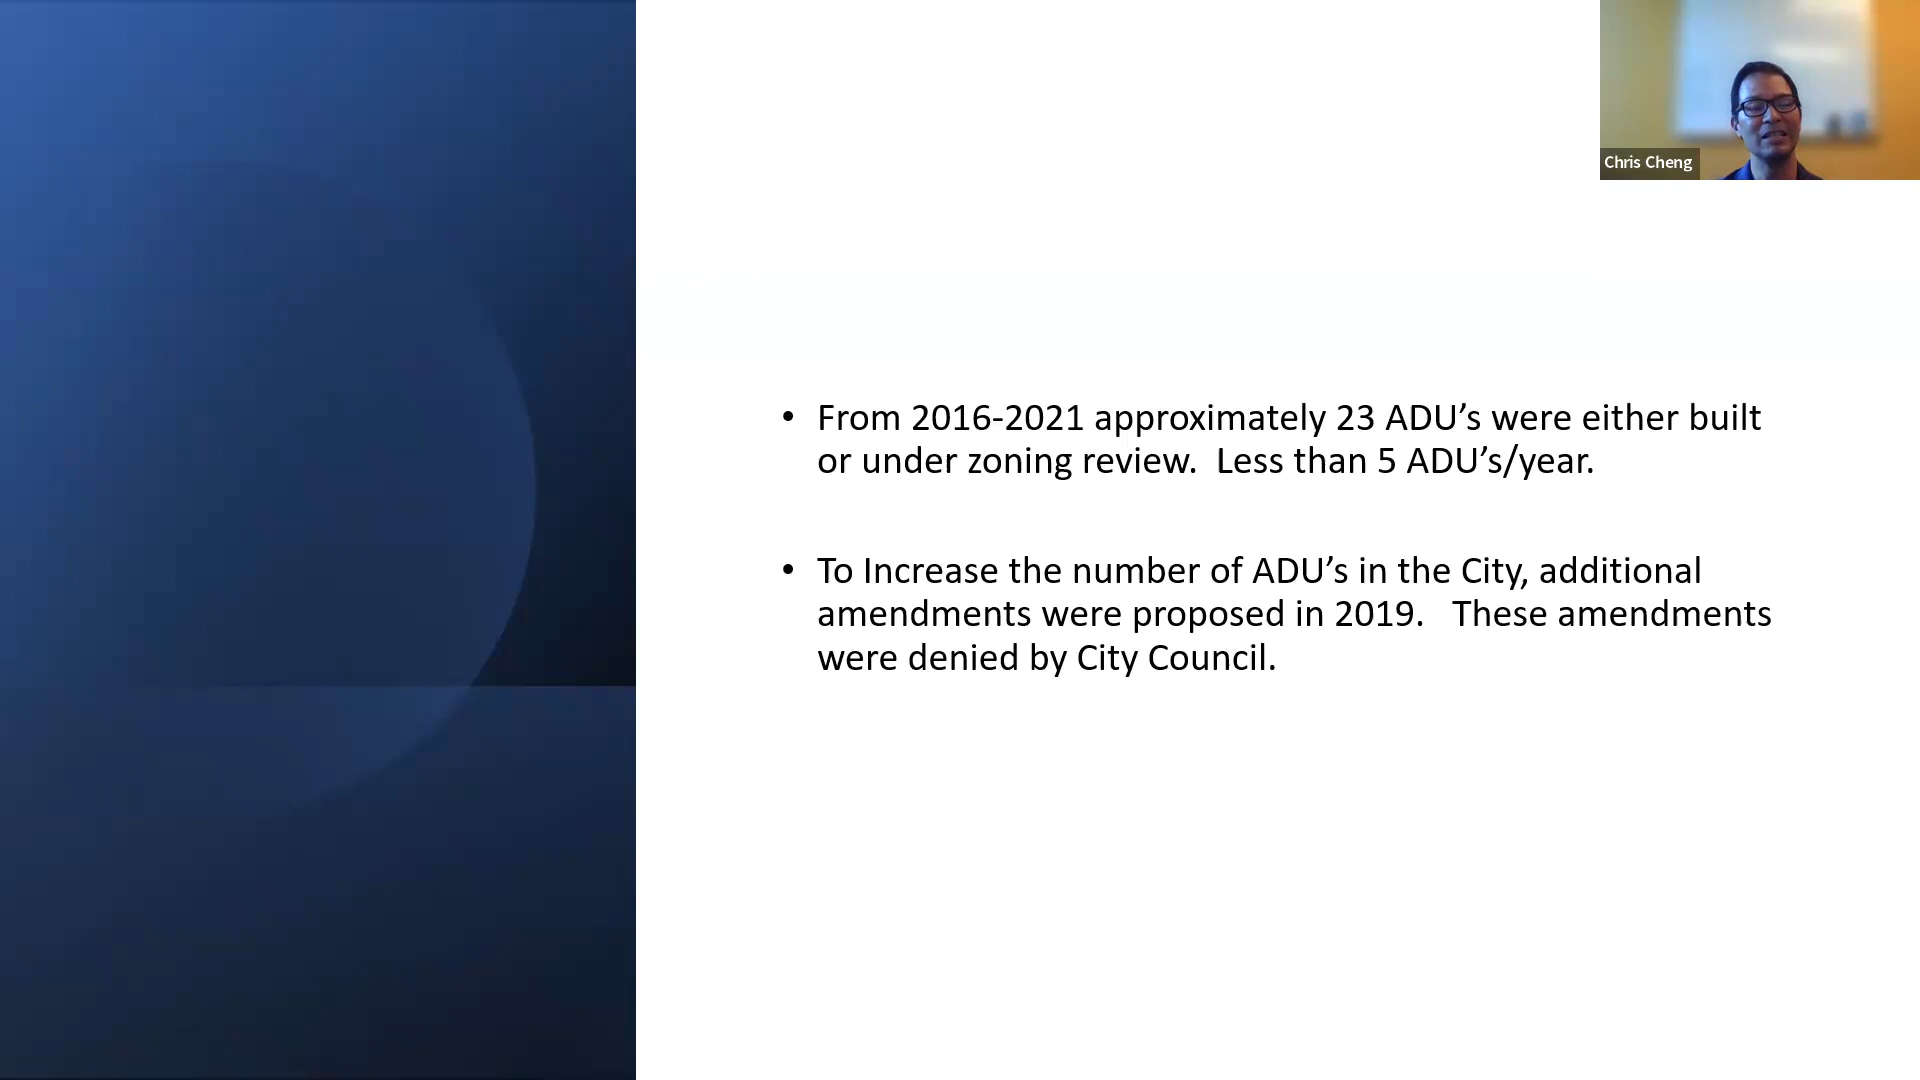 Chris Cheng
• From 2016-2021 approximately 23 ADU’s were either built
or under zoning review.  Less than 5 ADU’s/year.
• To Increase the number of ADU’s in the City, additional
amendments were proposed in 2019.   These amendments
were denied by City Council.